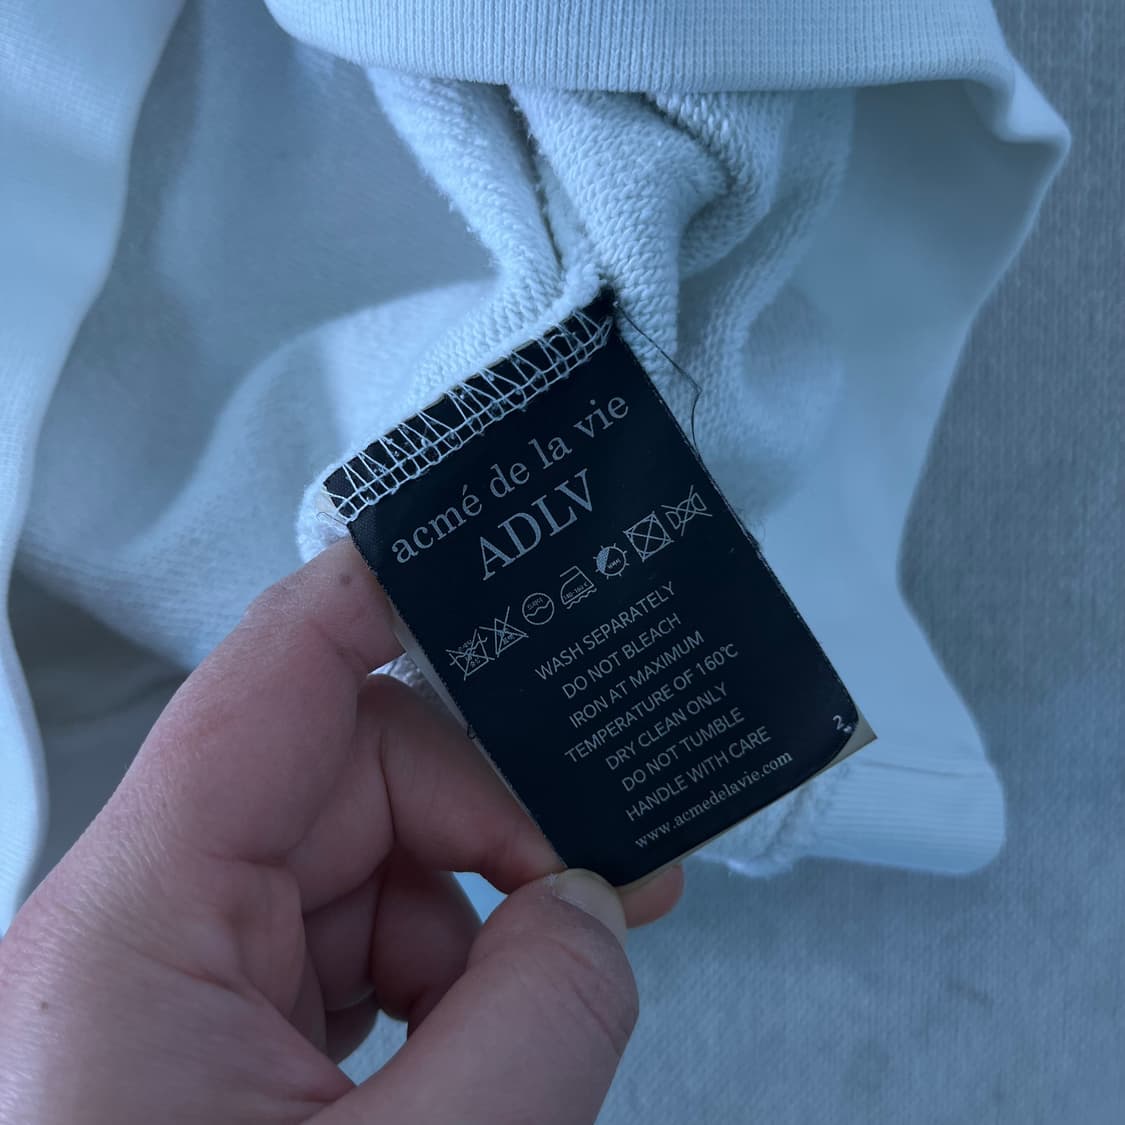 acmé de la vie
ADLV
WASH SEPARATELY
DO NOT BLEACH
IRON AT MAXIMUM
TEMPERATURE OF 160℃
DRY CLEAN ONLY
DO NOT TUMBLE
HANDLE WITH CARE
www.acmedelavie.com
2